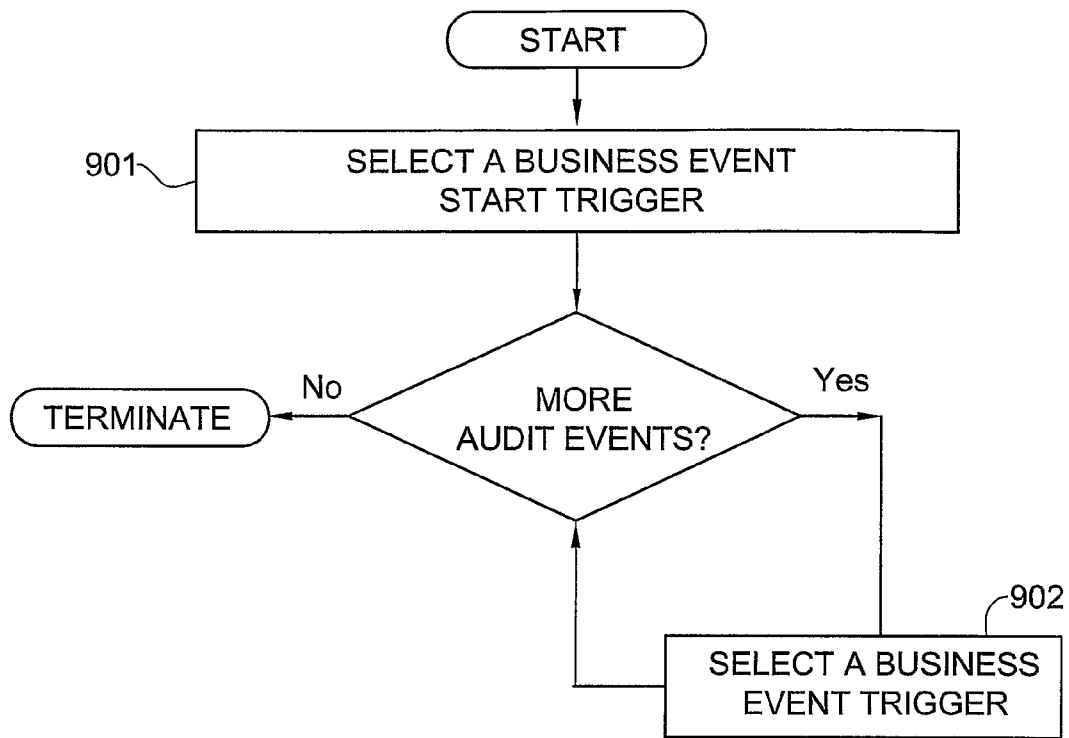 START
901
SELECT A BUSINESS EVENT
START TRIGGER
No
Yes
TERMINATE
MORE
AUDIT EVENTS?
902
SELECT A BUSINESS
EVENT TRIGGER